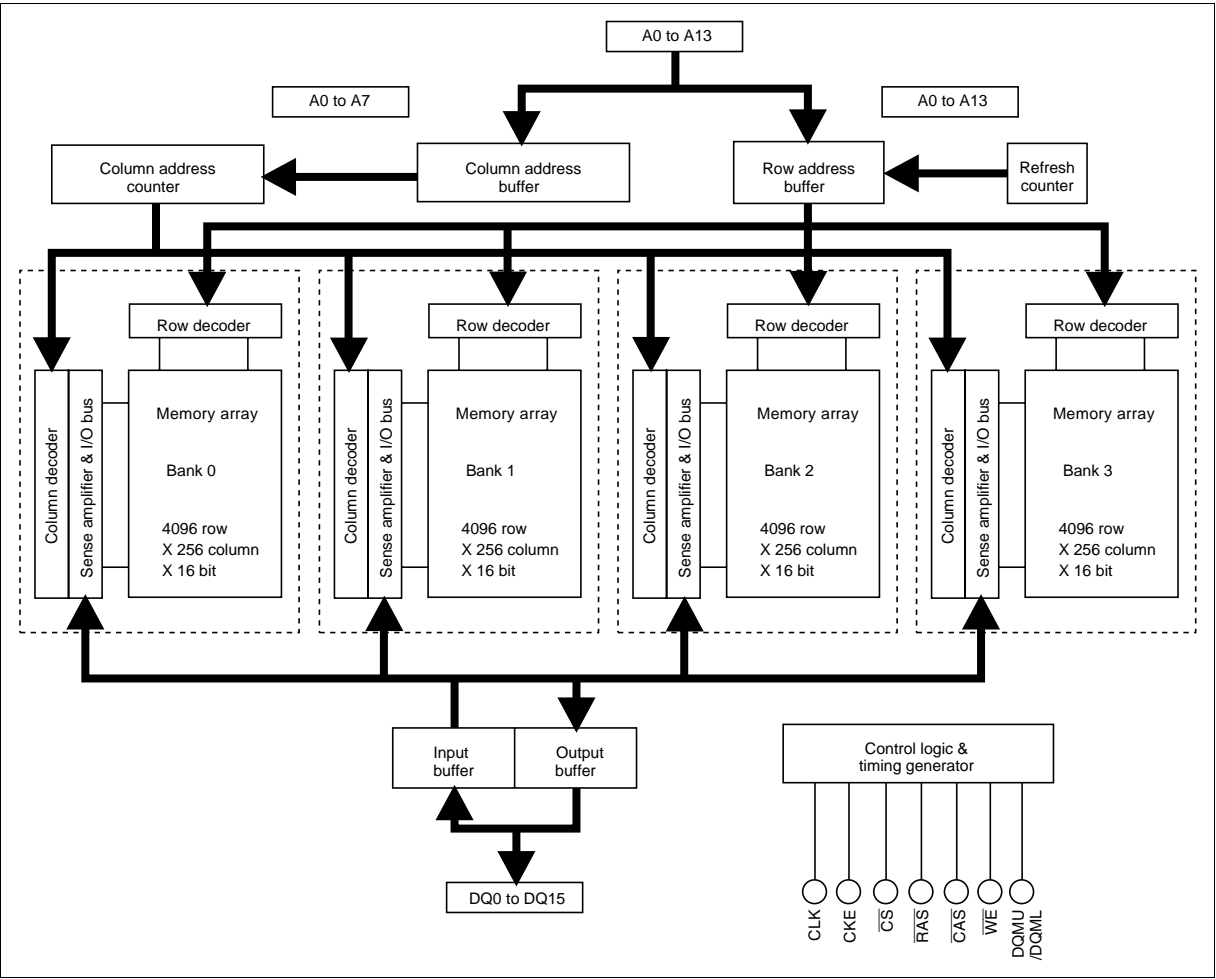 A0 to A13
A0 to A7
A0 to A13
Column address
counter
Column address
buffer
Row address
buffer
Refresh
counter
Row decoder
Row decoder
Row decoder
Row decoder
Column decoder
Sense amplifier & I/O bus
Memory array
Bank 0
4096 row
X 256 column
X 16 bit
Column decoder
Sense amplifier & I/O bus
Memory array
Bank 1
4096 row
X 256 column
X 16 bit
Column decoder
Sense amplifier & I/O bus
Memory array
Bank 2
4096 row
X 256 column
X 16 bit
Column decoder
Sense amplifier & I/O bus
Memory array
Bank 3
4096 row
X 256 column
X 16 bit
Input
buffer
Output
buffer
Control logic &
timing generator
DQ0 to DQ15
CLK
CKE
C̅S̅
R̅A̅S̅
C̅A̅S̅
W̅E̅
DQMU
/DQML